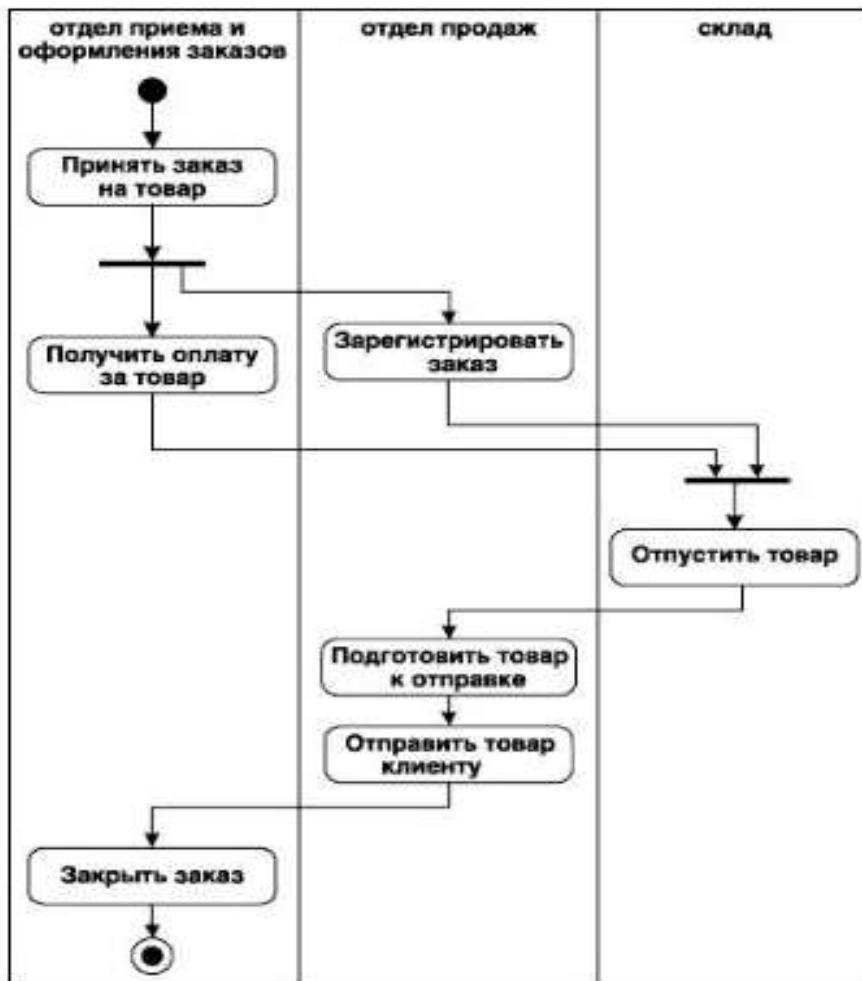 отдел приема и
оформления заказов
отдел продаж
склад
Принять заказ
на товар
Получить оплату
за товар
Зарегистрировать
заказ
Отпустить товар
Подготовить товар
к отправке
Отправить товар
клиенту
Закрыть заказ